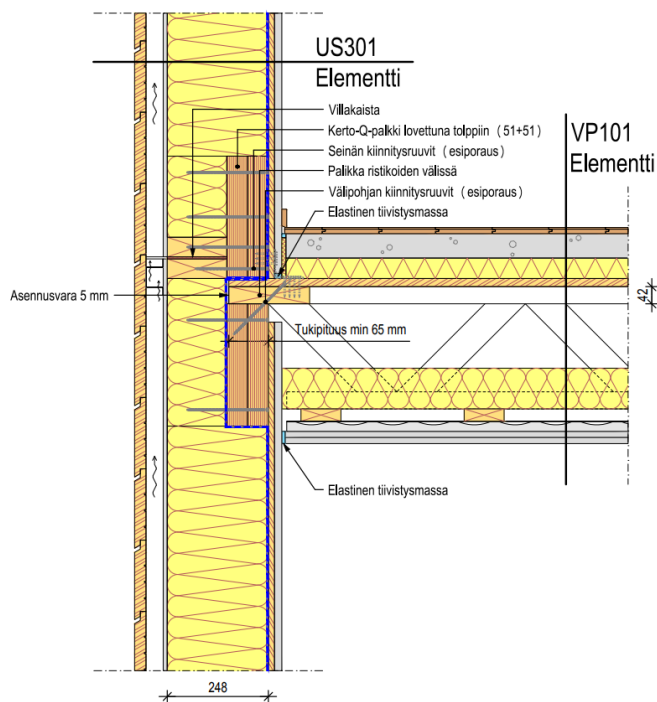 US301
Elementti
Villakaista
Kerto-Q-palkki lovettuna tolppiin (51+51)
Seinän kiinnitysruuvit (esiporaus)
Palikka ristikoiden välissä
Välipohjan kiinnitysruuvit (esiporaus)
Elastinen tiivistysmassa
VP101
Elementti
Asennusvara 5 mm
42
Tukipituus min 65 mm
Elastinen tiivistysmassa
248